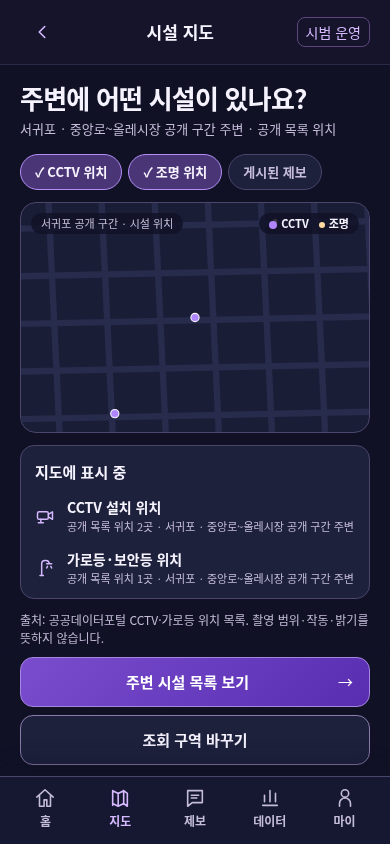 시설 지도
시범 운영
주변에 어떤 시설이 있나요?
서귀포 · 중앙로~올레시장 공개 구간 주변 · 공개 목록 위치
✓ CCTV 위치
✓ 조명 위치
게시된 제보
서귀포 공개 구간 · 시설 위치
CCTV
조명
지도에 표시 중
CCTV 설치 위치
공개 목록 위치 2곳 · 서귀포 · 중앙로~올레시장 공개 구간 주변
가로등·보안등 위치
공개 목록 위치 1곳 · 서귀포 · 중앙로~올레시장 공개 구간 주변
출처: 공공데이터포털 CCTV·가로등 위치 목록. 촬영 범위·작동·밝기를
뜻하지 않습니다.
주변 시설 목록 보기 →
조회 구역 바꾸기
홈
지도
제보
데이터
마이